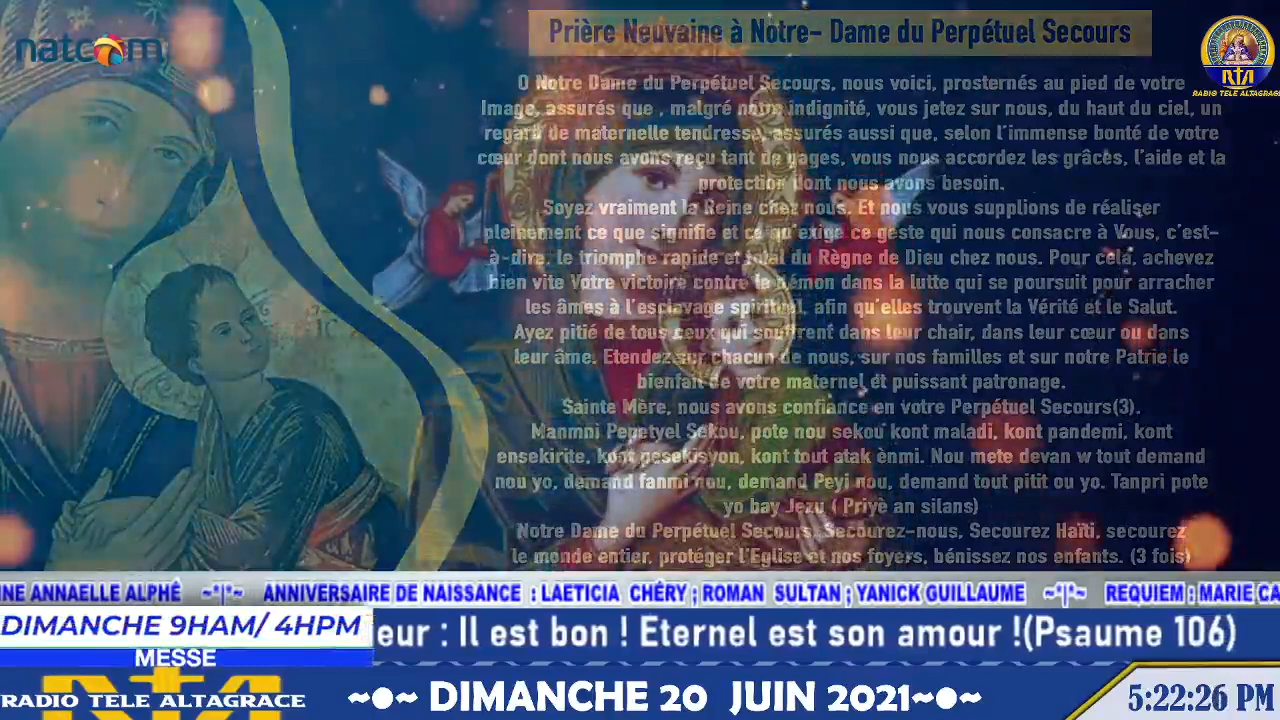 natcom
Prière Neuvaine à Notre- Dame du Perpétuel Secours
RTA
RADIO TELE ALTAGRACE
O Notre Dame du Perpétuel Secours, nous voici, prosternés au pied de votre
Image, assurés que , malgré notre indignité, vous jetez sur nous, du haut du ciel, un
regard de maternelle tendresse, assurés aussi que, selon l'immense bonté de votre
cœur dont nous avons reçu tant de gages, vous nous accordez les grâces, l'aide et la
protection dont nous avons besoin.
Soyez vraiment la Reine chez nous. Et nous vous supplions de réaliser
pleinement ce que signifie et ce qu'exige ce geste qui nous consacre à Vous, c'est-
à-dire, le triomphe rapide et total du Règne de Dieu chez nous. Pour cela, achevez
bien vite Votre victoire contre le démon dans la lutte qui se poursuit pour arracher
les âmes à l'esclavage spirituel, afin qu'elles trouvent la Vérité et le Salut.
Ayez pitié de tous ceux qui souffrent dans leur chair, dans leur cœur ou dans
leur âme. Etendez sur chacun de nous, sur nos familles et sur notre Patrie le
bienfait de votre maternel et puissant patronage.
Sainte Mère, nous avons confiance en votre Perpétuel Secours(3).
Manmni Pepetyel Sekou, pote nou sekou kont maladi, kont pandemi, kont
ensekirite, kont pesekisyon, kont tout atak ènmi. Nou mete devan w tout demand
nou yo, demand fanmi nou, demand Peyi nou, demand tout pitit ou yo. Tanpri pote
yo bay Jezu ( Priyè an silans)
Notre Dame du Perpétuel Secours, Secourez-nous, Secourez Haïti, secourez
le monde entier, protéger l'Eglise et nos foyers, bénissez nos enfants. (3 fois)
INE ANNAELLE ALPHÊ ~*|*~ ANNIVERSAIRE DE NAISSANCE : LAETICIA CHÊRY ; ROMAN SULTAN ; YANICK GUILLAUME ~*|*~ REQUIEM : MARIE CA
DIMANCHE 9HAM/ 4HPM
eur : Il est bon ! Eternel est son amour !(Psaume 106)
MESSE
RTA
RADIO TELE ALTAGRACE
~•~ DIMANCHE 20 JUIN 2021~•~
5:22:26 PM